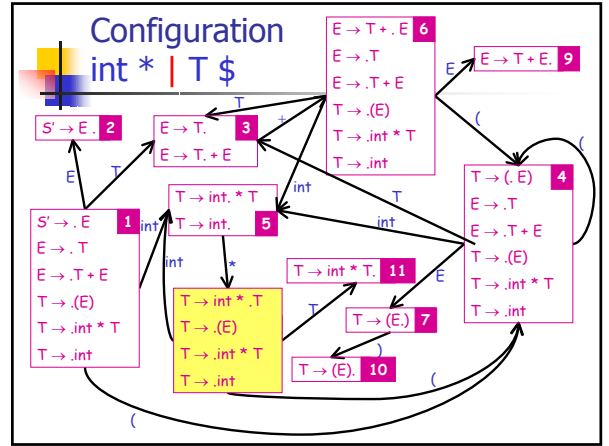 Configuration
int * | T $
E → T + . E 6
E → .T
E → .T + E
T → .(E)
T → .int * T
T → .int
E → T + E. 9
E
T
+
(
(
S' → E . 2
E → T. 3
E → T. + E
E
T
T → (. E) 4
E → .T
E → .T + E
T → .(E)
T → .int * T
T → .int
T → int. * T
T → int. 5
int
int
T
S' → . E 1
E → . T
E → .T + E
T → .(E)
T → .int * T
T → .int
int
int
*
T → int * .T
T → .(E)
T → .int * T
T → .int
T → int * T. 11
T
E
T → (E.) 7
)
T → (E). 10
(
(